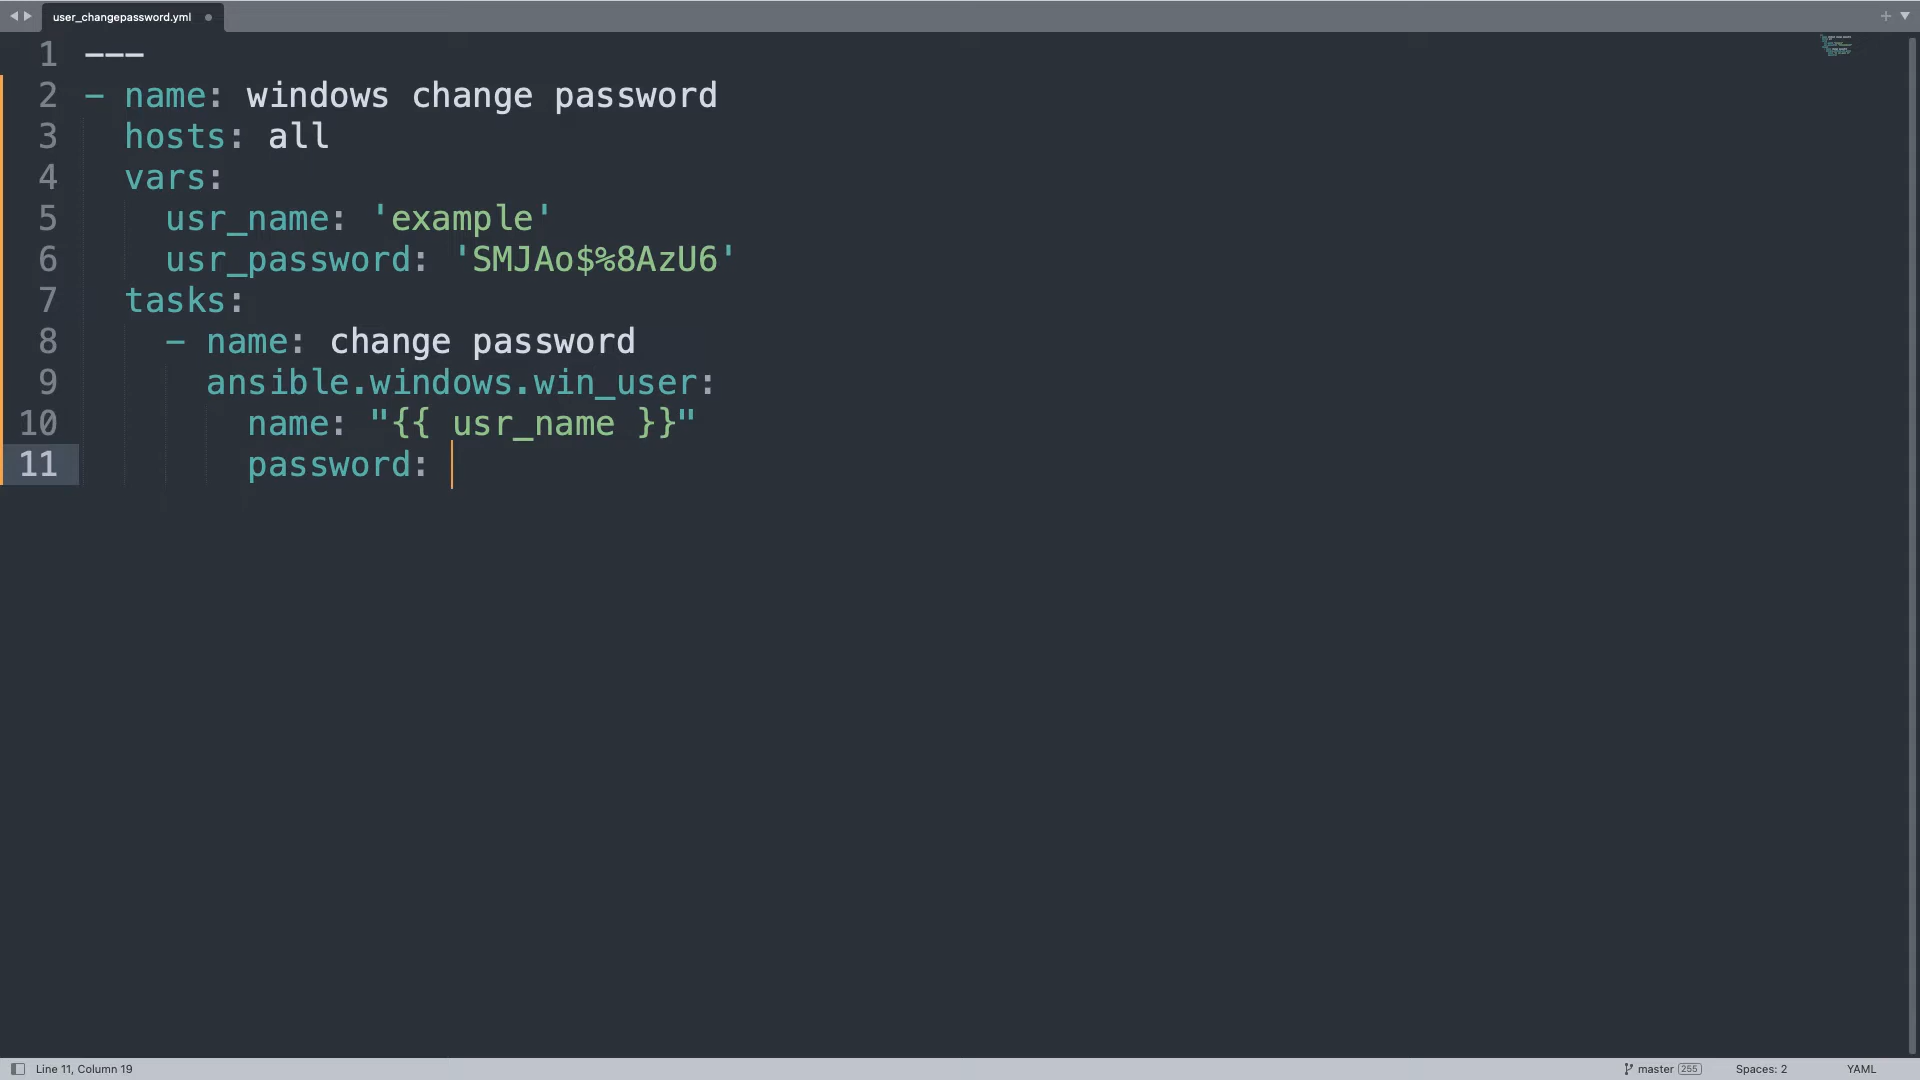 user_changepassword.yml
1 ---
2 - name: windows change password
3 hosts: all
4 vars:
5 usr_name: 'example'
6 usr_password: 'SMJAo$%8AzU6'
7 tasks:
8 - name: change password
9 ansible.windows.win_user:
10 name: "{{ usr_name }}"
11 password:
Line 11, Column 19 master 255 Spaces: 2 YAML